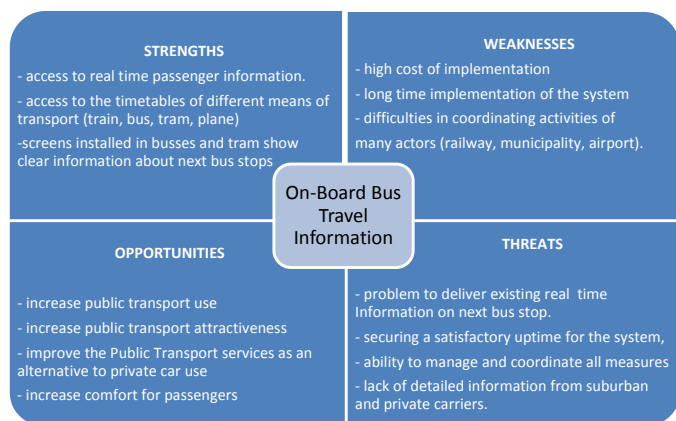 STRENGTHS
- access to real time passenger information.
- access to the timetables of different means of
transport (train, bus, tram, plane)
-screens installed in busses and tram show
clear information about next bus stops
WEAKNESSES
- high cost of implementation
- long time implementation of the system
- difficulties in coordinating activities of
many actors (railway, municipality, airport).
On-Board Bus
Travel
Information
OPPORTUNITIES
- increase public transport use
- increase public transport attractiveness
- improve the Public Transport services as an
alternative to private car use
- increase comfort for passengers
THREATS
- problem to deliver existing real time
Information on next bus stop.
- securing a satisfactory uptime for the system,
- ability to manage and coordinate all measures
- lack of detailed information from suburban
and private carriers.